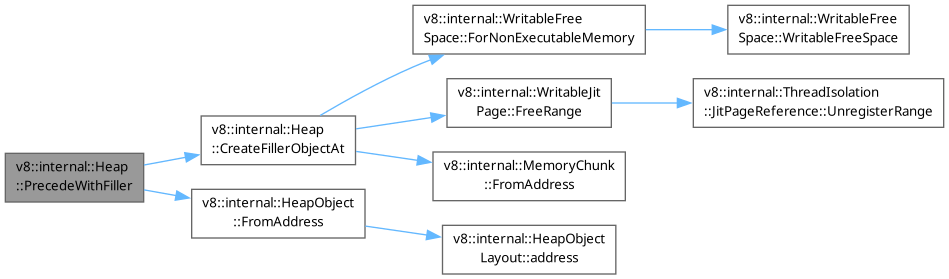 v8::internal::Heap
::PrecedeWithFiller
v8::internal::Heap
::CreateFillerObjectAt
v8::internal::WritableFree
Space::ForNonExecutableMemory
v8::internal::WritableFree
Space::WritableFreeSpace
v8::internal::WritableJit
Page::FreeRange
v8::internal::ThreadIsolation
::JitPageReference::UnregisterRange
v8::internal::MemoryChunk
::FromAddress
v8::internal::HeapObject
::FromAddress
v8::internal::HeapObject
Layout::address